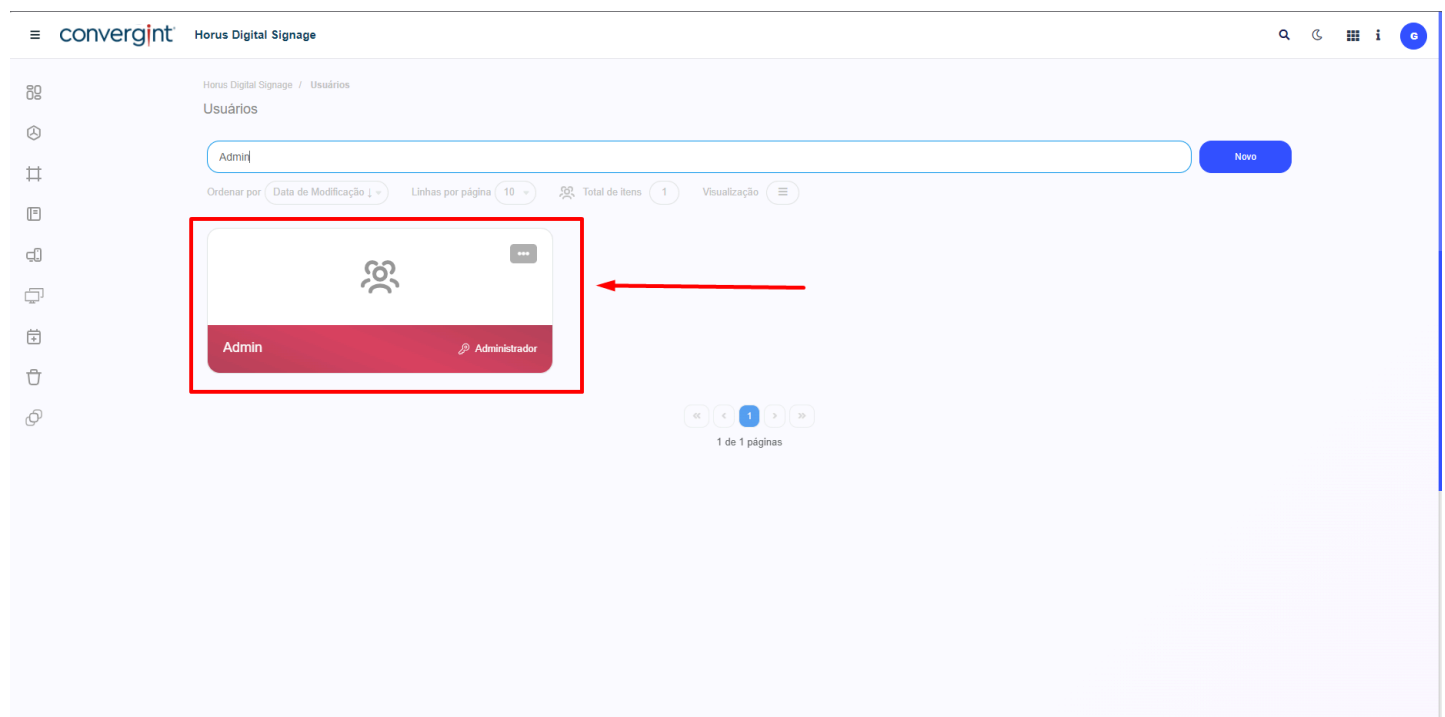 convergint Horus Digital Signage i G
Horus Digital Signage / Usuários
Usuários
Admin Novo
Ordenar por Data de Modificação ↓ Linhas por página 10 Total de itens 1 Visualização
Admin Administrador
« ‹ 1 › »
1 de 1 páginas